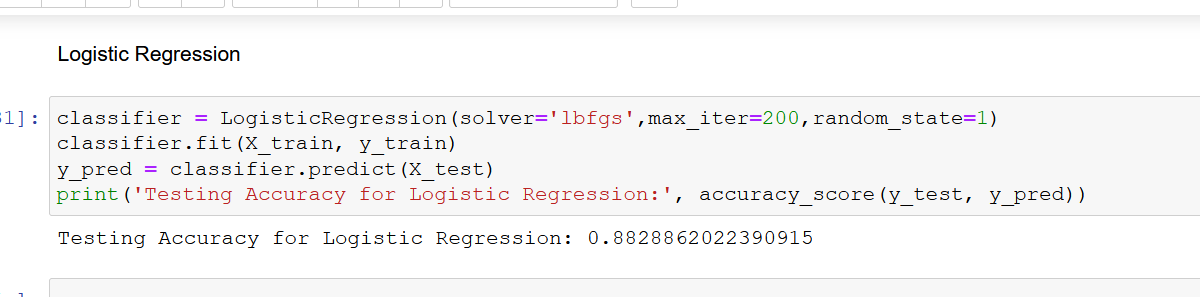 Logistic Regression
1]: classifier = LogisticRegression(solver='lbfgs',max_iter=200,random_state=1)
classifier.fit(X_train, y_train)
y_pred = classifier.predict(X_test)
print('Testing Accuracy for Logistic Regression:', accuracy_score(y_test, y_pred))
Testing Accuracy for Logistic Regression: 0.8828862022390915